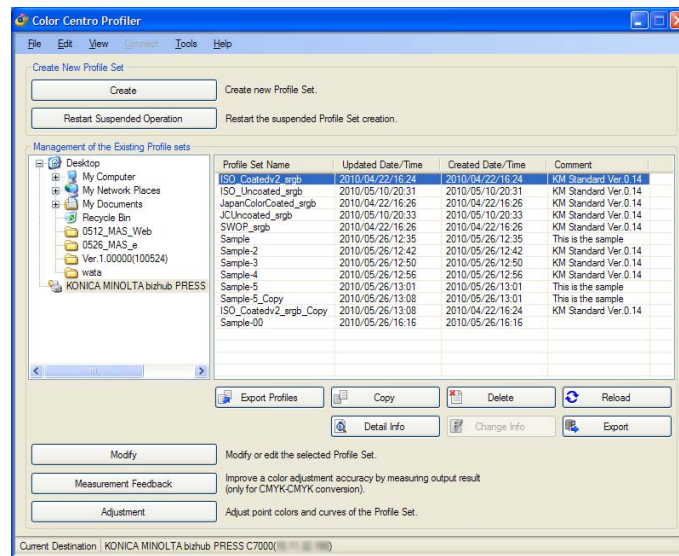 Color Centro Profiler
File Edit View Connect Tools Help
Create New Profile Set
Create Create new Profile Set.
Restart Suspended Operation Restart the suspended Profile Set creation.
Management of the Existing Profile sets
Desktop
My Computer
My Network Places
My Documents
Recycle Bin
0512_MAS_Web
0526_MAS_e
Ver.1.00000(100524)
wata
KONICA MINOLTA bizhub PRESS
Profile Set Name Updated Date/Time Created Date/Time Comment
ISO_Coatedv2_srgb 2010/04/22/16:24 2010/04/22/16:24 KM Standard Ver.0.14
ISO_Uncoated_srgb 2010/05/10/20:31 2010/05/10/20:31 KM Standard Ver.0.14
JapanColorCoated_srgb 2010/04/22/16:26 2010/04/22/16:26 KM Standard Ver.0.14
JCUncoated_srgb 2010/05/10/20:33 2010/05/10/20:33 KM Standard Ver.0.14
SWOP_srgb 2010/04/22/16:26 2010/04/22/16:26 KM Standard Ver.0.14
Sample 2010/05/26/12:35 2010/05/26/12:35 This is the sample
Sample-2 2010/05/26/12:42 2010/05/26/12:42 KM Standard Ver.0.14
Sample-3 2010/05/26/12:50 2010/05/26/12:50 KM Standard Ver.0.14
Sample-4 2010/05/26/12:56 2010/05/26/12:56 KM Standard Ver.0.14
Sample-5 2010/05/26/13:01 2010/05/26/13:01 This is the sample
Sample-5_Copy 2010/05/26/13:08 2010/05/26/13:01 This is the sample
ISO_Coatedv2_srgb_Copy 2010/05/26/13:08 2010/04/22/16:24 KM Standard Ver.0.14
Sample-00 2010/05/26/16:16 2010/05/26/16:16
Export Profiles Copy Delete Reload
Detail Info Change Info Export
Modify Modify or edit the selected Profile Set.
Measurement Feedback Improve a color adjustment accuracy by measuring output result
(only for CMYK-CMYK conversion).
Adjustment Adjust point colors and curves of the Profile Set.
Current Destination KONICA MINOLTA bizhub PRESS C7000( )